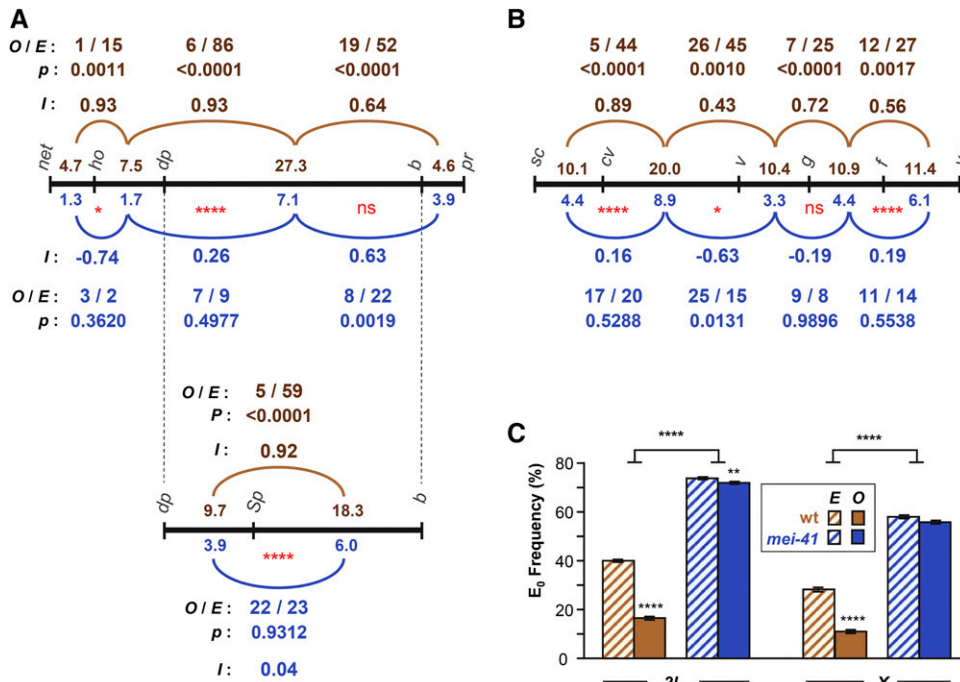 A
O / E : 1 / 15 6 / 86 19 / 52
p : 0.0011 <0.0001 <0.0001
I : 0.93 0.93 0.64
net ho dp b pr
4.7 7.5 27.3 4.6
1.3 * 1.7 **** 7.1 ns 3.9
I : -0.74 0.26 0.63
O / E : 3 / 2 7 / 9 8 / 22
p : 0.3620 0.4977 0.0019
O / E : 5 / 59
P : <0.0001
I : 0.92
dp Sp b
9.7 18.3
3.9 **** 6.0
O / E : 22 / 23
p : 0.9312
I : 0.04
B
5 / 44 26 / 45 7 / 25 12 / 27
<0.0001 0.0010 <0.0001 0.0017
0.89 0.43 0.72 0.56
sc cv v g f
10.1 20.0 10.4 10.9 11.4
4.4 **** 8.9 * 3.3 ns 4.4 **** 6.1
0.16 -0.63 -0.19 0.19
17 / 20 25 / 15 9 / 8 11 / 14
0.5288 0.0131 0.9896 0.5538
C
E0 Frequency (%)
80
60
40
20
0
**** ****
** **** ****
E O
wt
mei-41
X